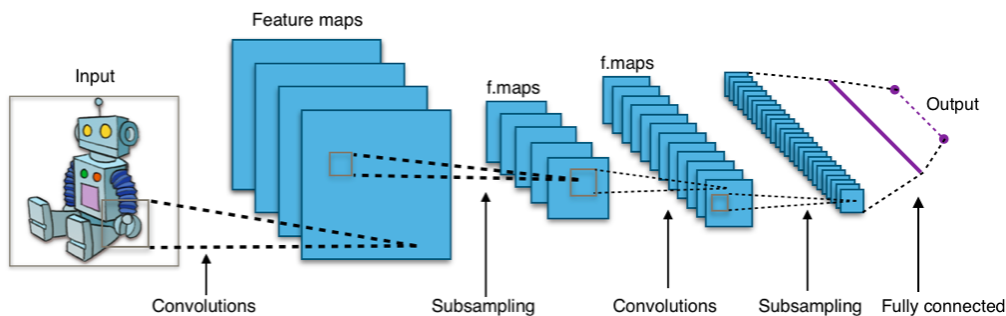 Feature maps
Input
f.maps
f.maps
Output
Convolutions
Subsampling
Convolutions
Subsampling
Fully connected